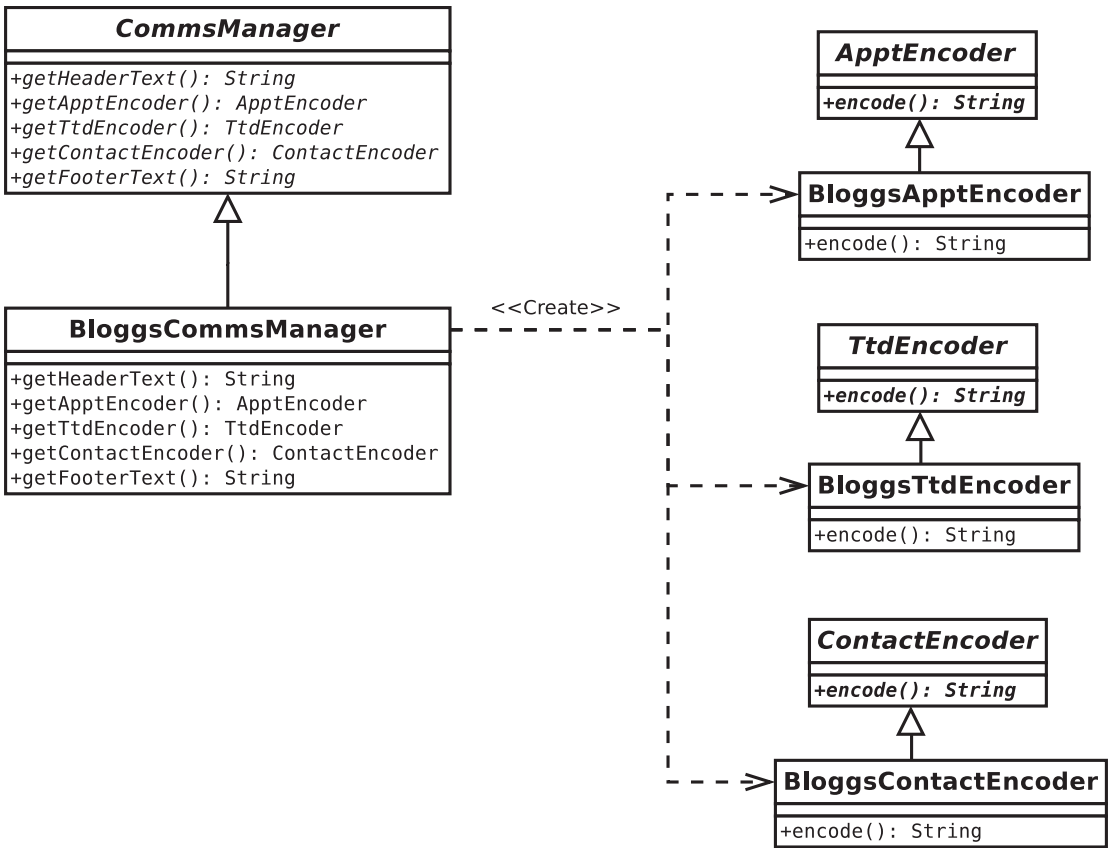 CommsManager
+getHeaderText(): String
+getApptEncoder(): ApptEncoder
+getTtdEncoder(): TtdEncoder
+getContactEncoder(): ContactEncoder
+getFooterText(): String
BloggsCommsManager
+getHeaderText(): String
+getApptEncoder(): ApptEncoder
+getTtdEncoder(): TtdEncoder
+getContactEncoder(): ContactEncoder
+getFooterText(): String
<<Create>>
ApptEncoder
+encode(): String
BloggsApptEncoder
+encode(): String
TtdEncoder
+encode(): String
BloggsTtdEncoder
+encode(): String
ContactEncoder
+encode(): String
BloggsContactEncoder
+encode(): String